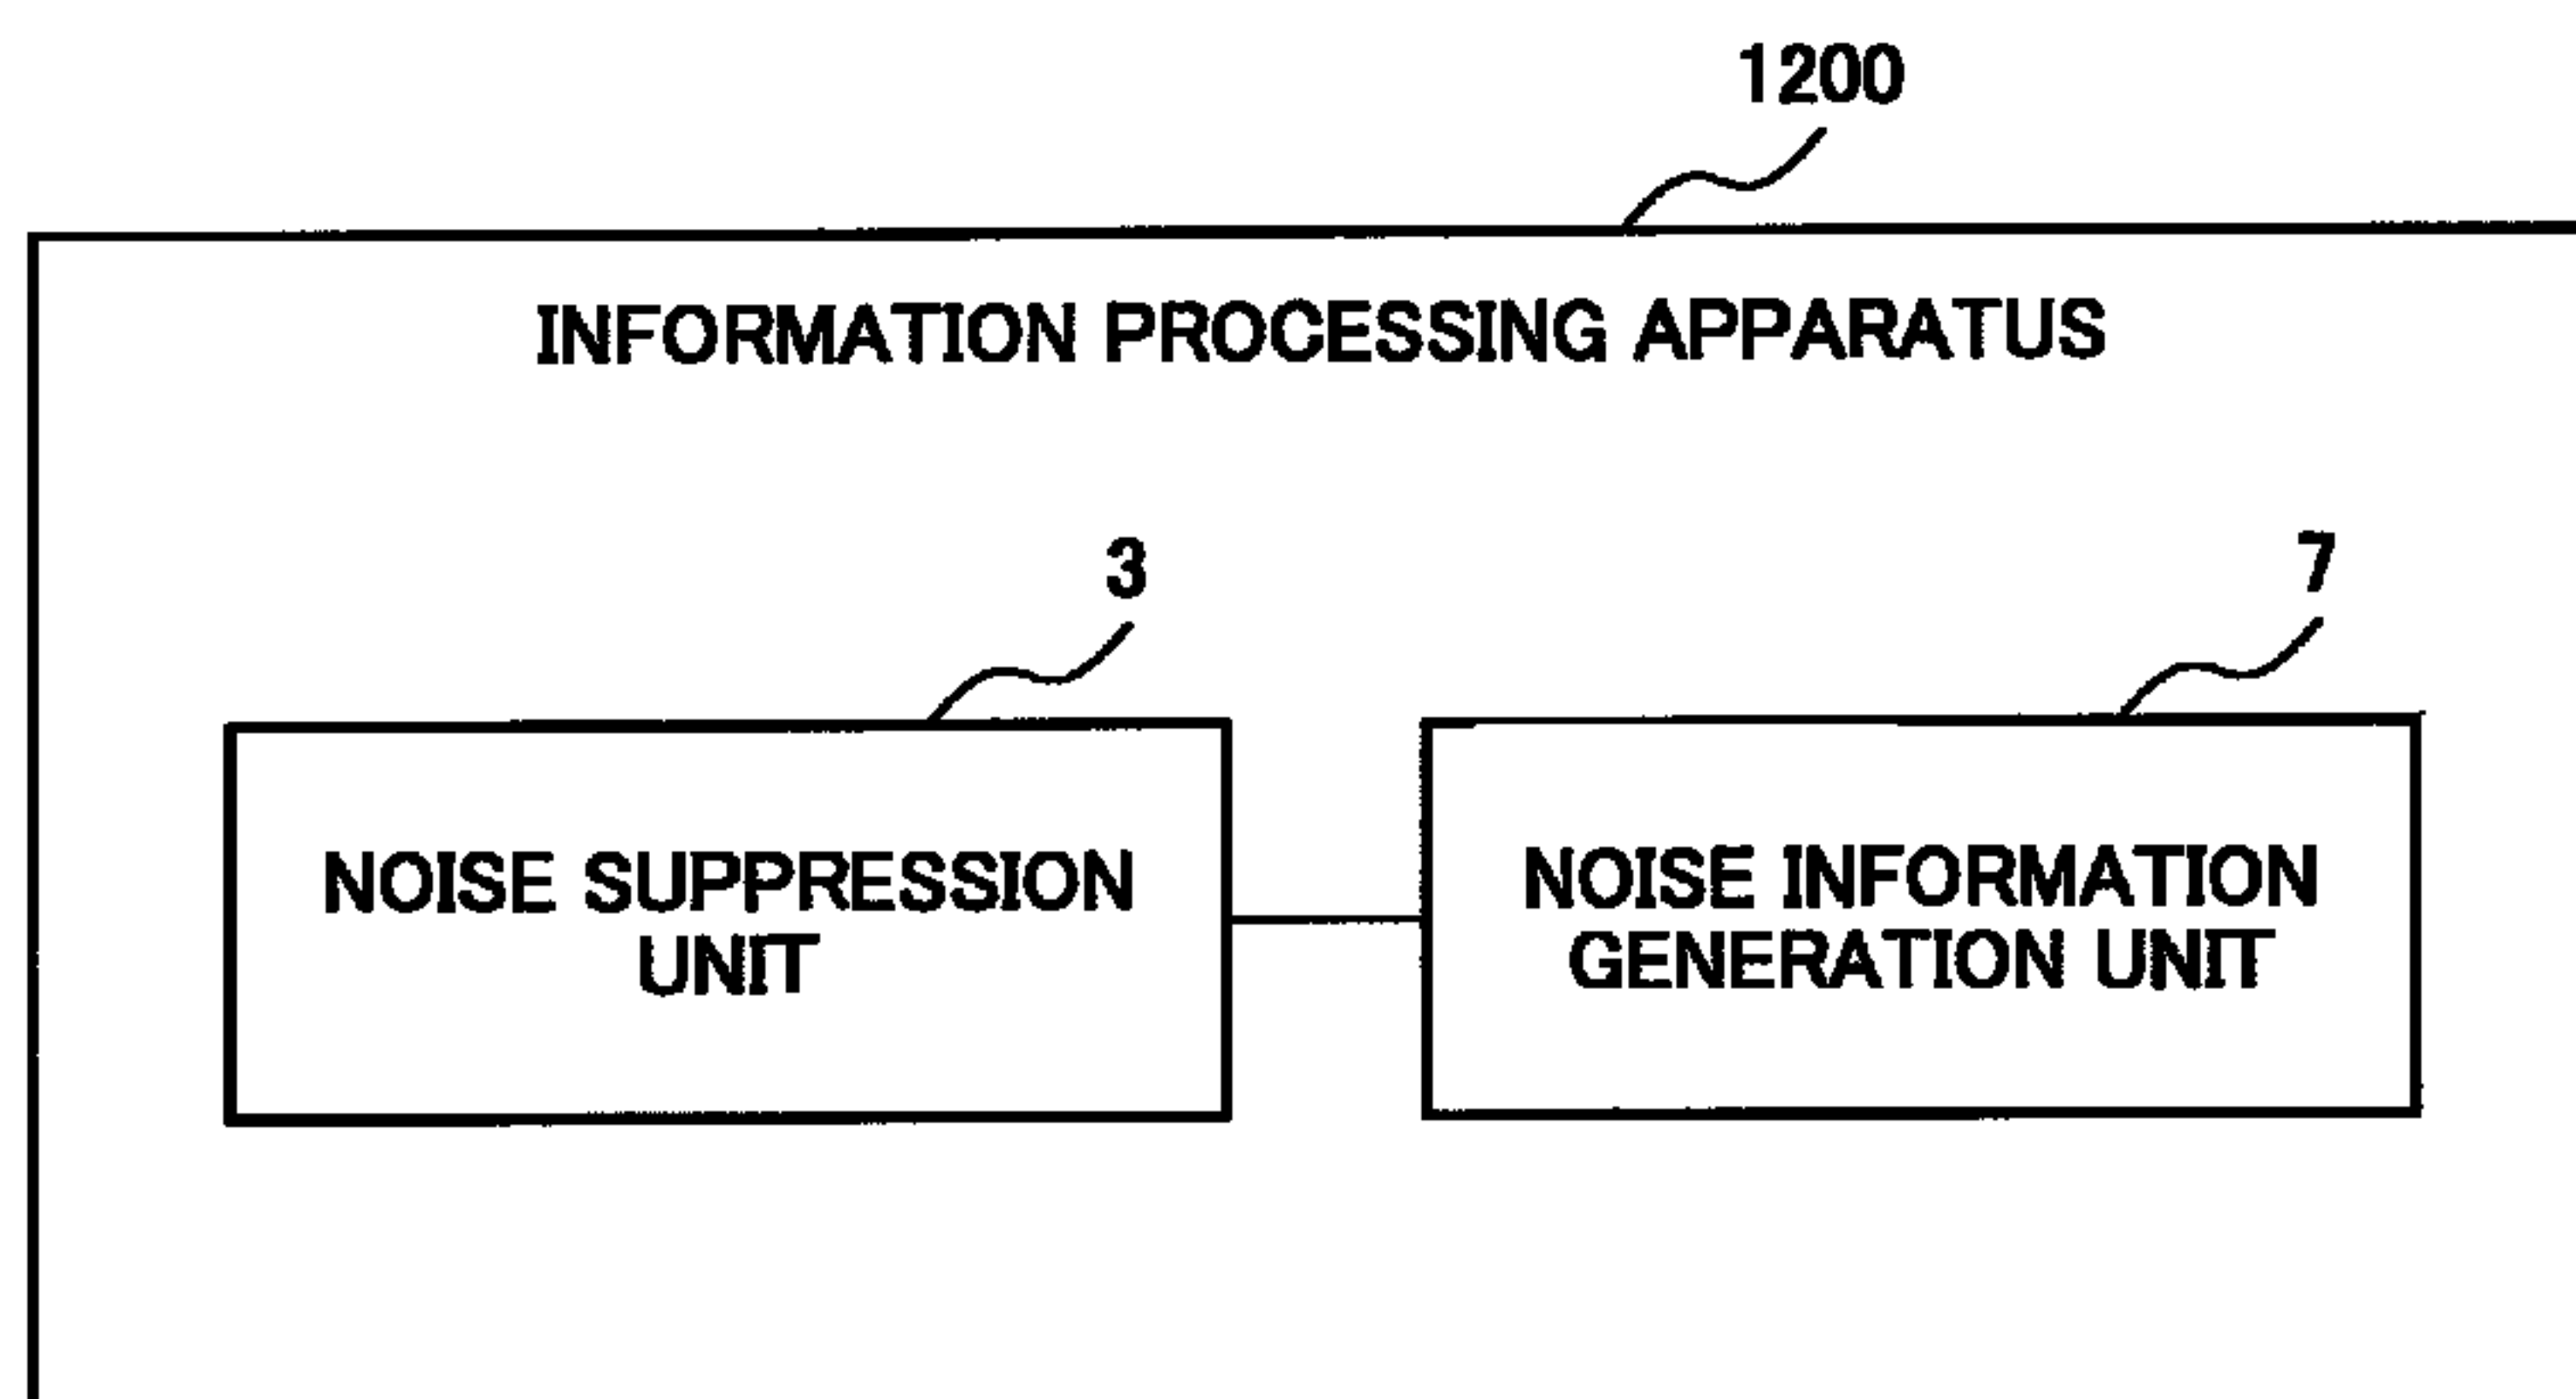 1200
INFORMATION PROCESSING APPARATUS
3
7
NOISE SUPPRESSION
UNIT
NOISE INFORMATION
GENERATION UNIT